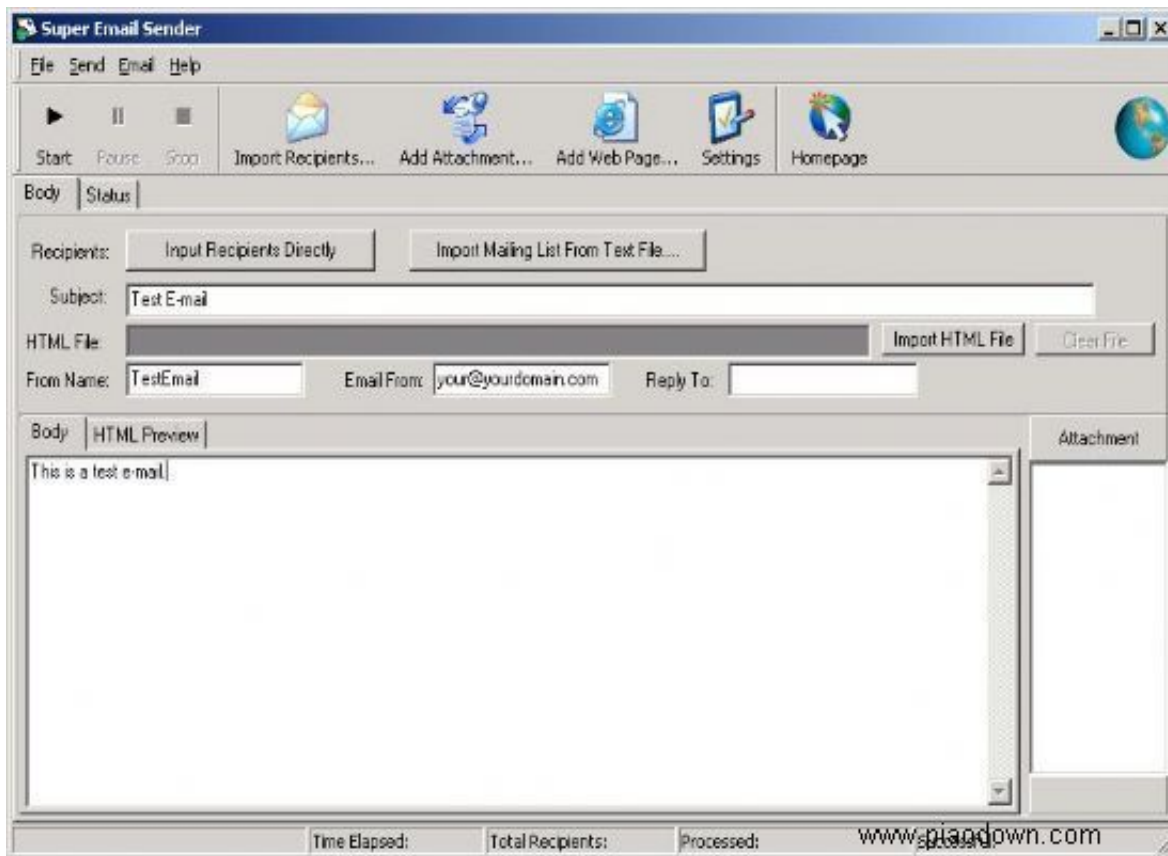 Super Email Sender
File Send Email Help
Start Pause Stop Import Recipients... Add Attachment... Add Web Page... Settings Homepage
Body Status
Recipients: Input Recipients Directly Import Mailing List From Text File....
Subject: Test E-mail
HTML File: Import HTML File Clear File
From Name: TestEmail Email From: your@yourdomain.com Reply To:
Body HTML Preview Attachment
This is a test e-mail.
Time Elapsed: Total Recipients: Processed:
www.piaodown.com